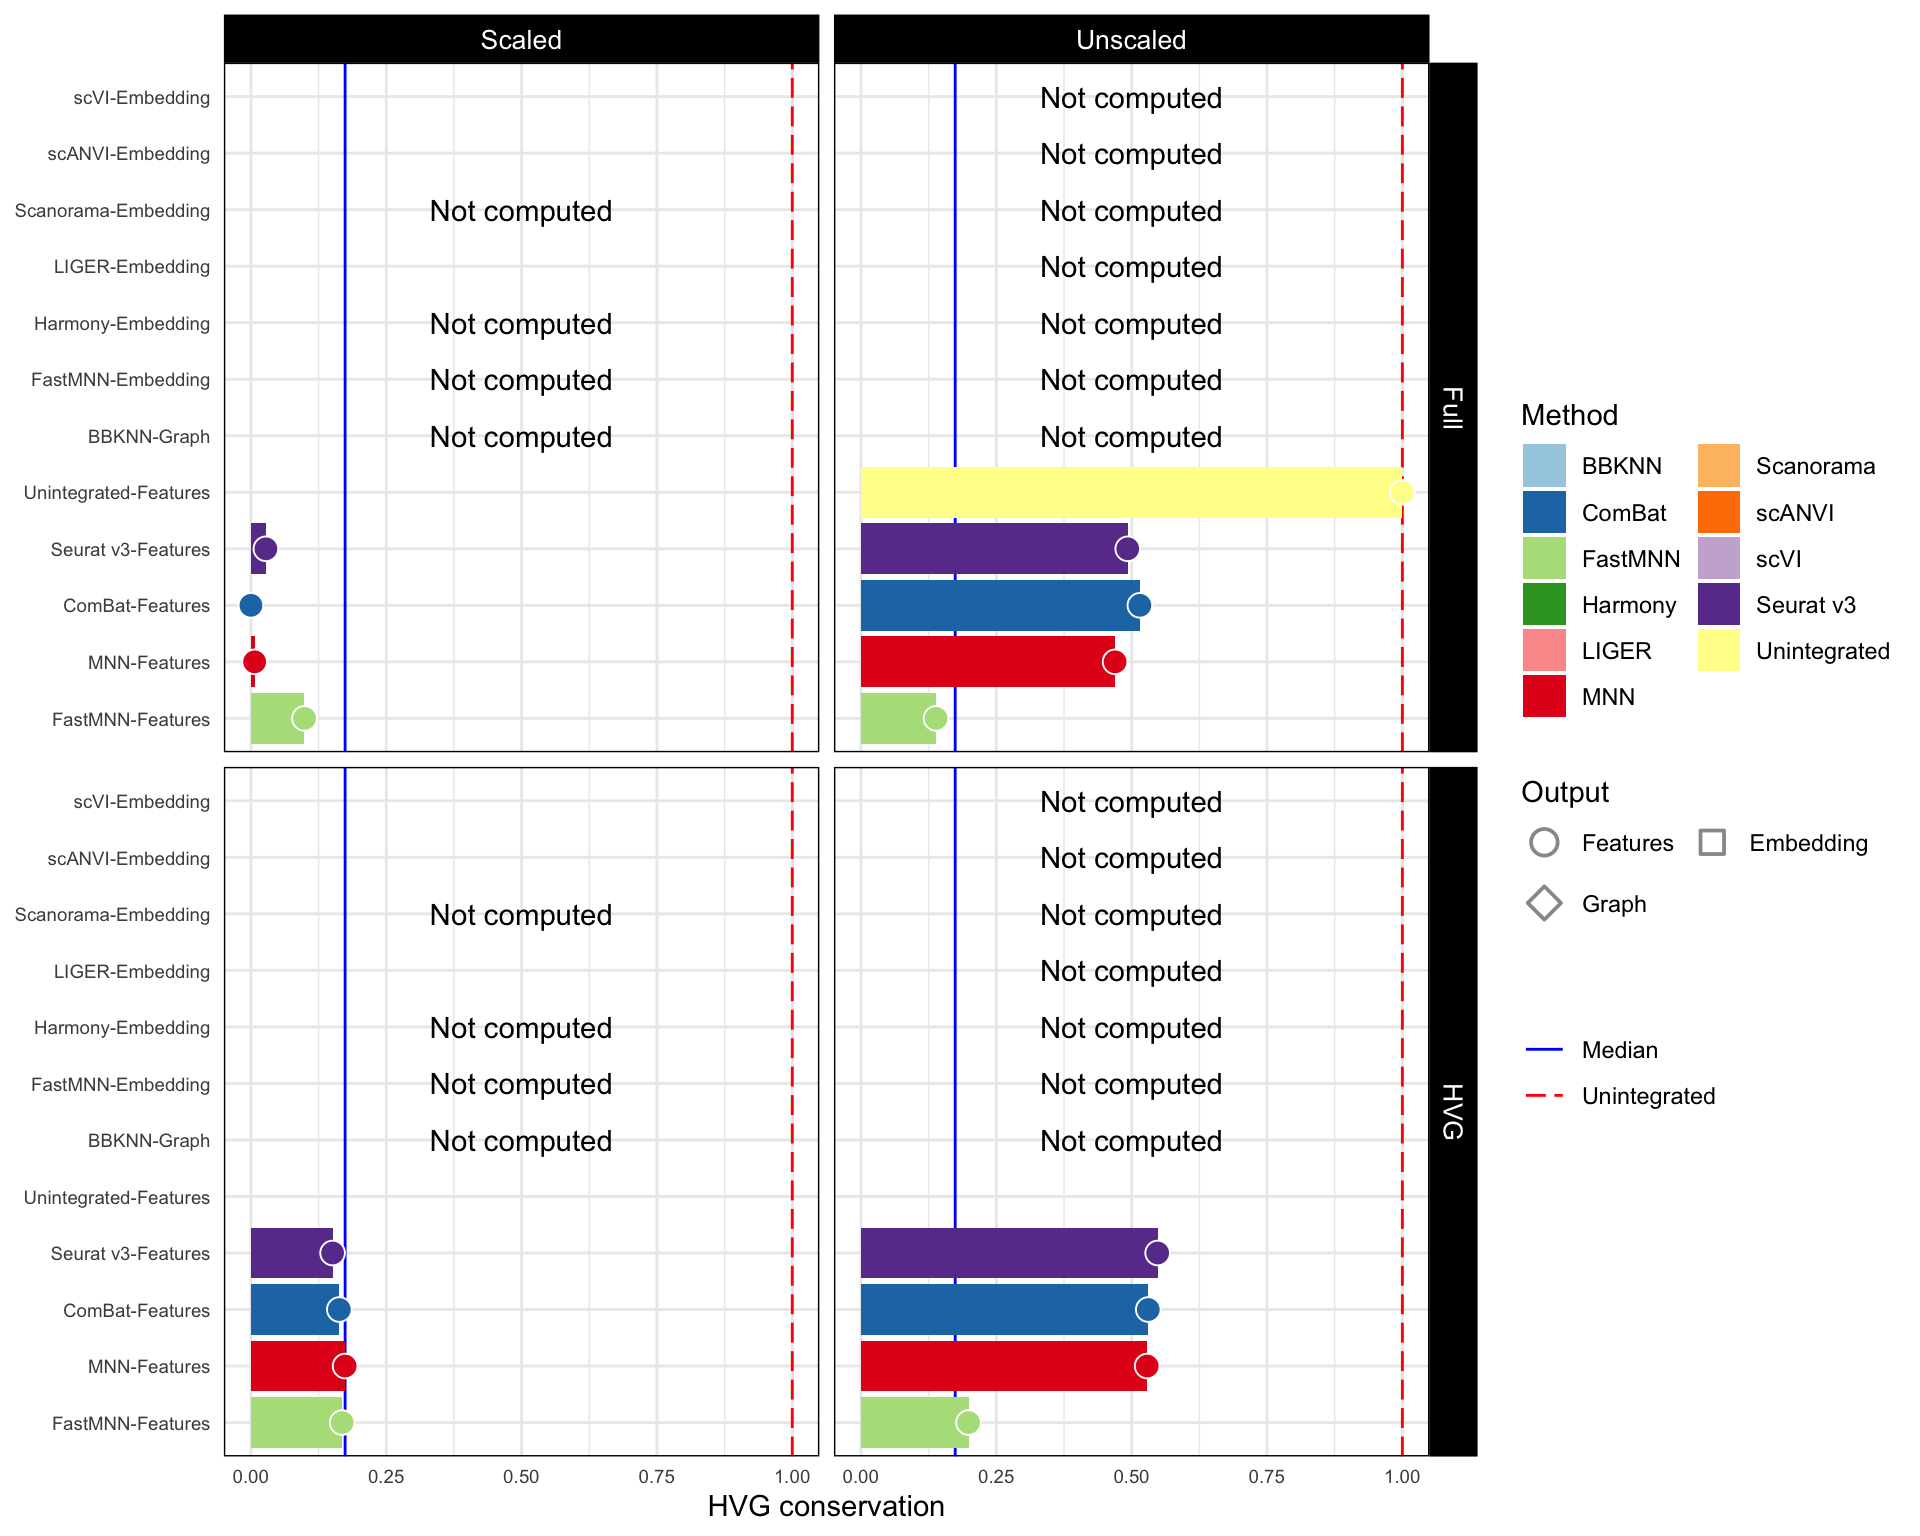 Scaled
Unscaled
scVI-Embedding
Not computed
scANVI-Embedding
Not computed
Scanorama-Embedding
Not computed
Not computed
LIGER-Embedding
Not computed
Harmony-Embedding
Not computed
Not computed
FastMNN-Embedding
Not computed
Not computed
BBKNN-Graph
Not computed
Not computed
Unintegrated-Features
Seurat v3-Features
ComBat-Features
MNN-Features
FastMNN-Features
Full
scVI-Embedding
Not computed
scANVI-Embedding
Not computed
Scanorama-Embedding
Not computed
Not computed
LIGER-Embedding
Not computed
Harmony-Embedding
Not computed
Not computed
FastMNN-Embedding
Not computed
Not computed
BBKNN-Graph
Not computed
Not computed
Unintegrated-Features
Seurat v3-Features
ComBat-Features
MNN-Features
FastMNN-Features
HVG
0.00 0.25 0.50 0.75 1.00
0.00 0.25 0.50 0.75 1.00
HVG conservation
Method
BBKNN
ComBat
FastMNN
Harmony
LIGER
MNN
Scanorama
scANVI
scVI
Seurat v3
Unintegrated
Output
Features
Embedding
Graph
Median
Unintegrated